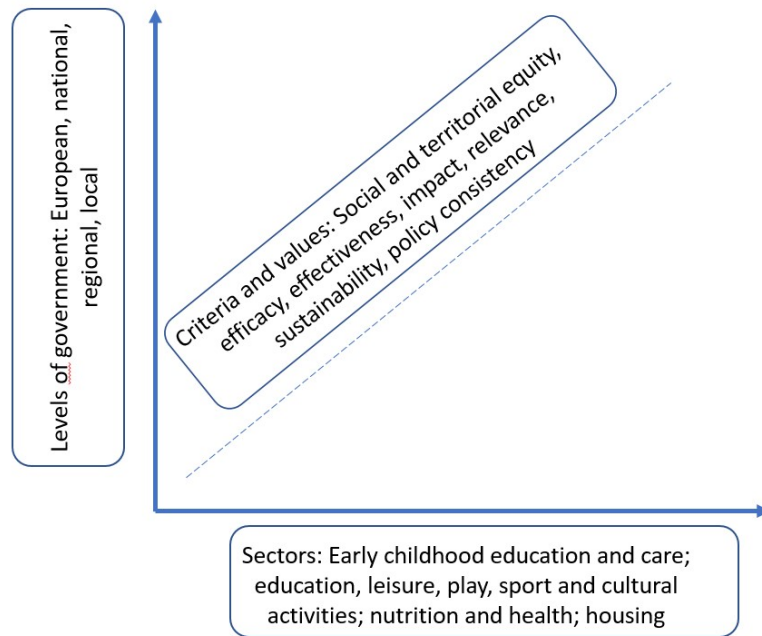 Levels of government: European, national,
regional, local
Criteria and values: Social and territorial equity,
efficacy, effectiveness, impact, relevance,
sustainability, policy consistency
Sectors: Early childhood education and care;
education, leisure, play, sport and cultural
activities; nutrition and health; housing